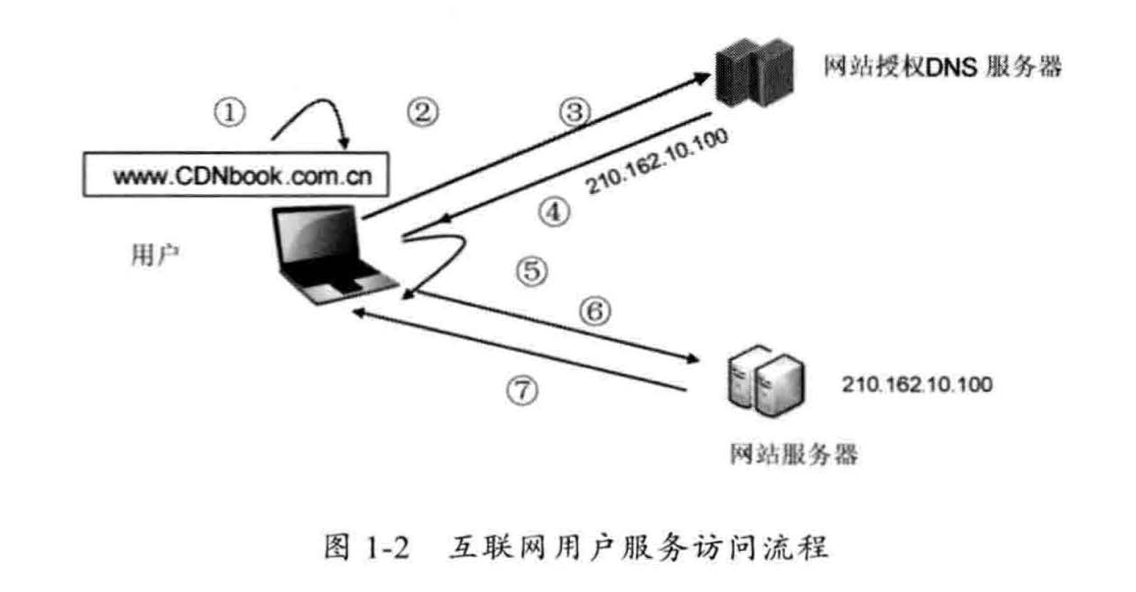 网站授权DNS 服务器
①
②
③
www.CDNbook.com.cn
210.162.10.100
④
用户
⑤
⑥
⑦
210.162.10.100
网站服务器
图 1-2 互联网用户服务访问流程